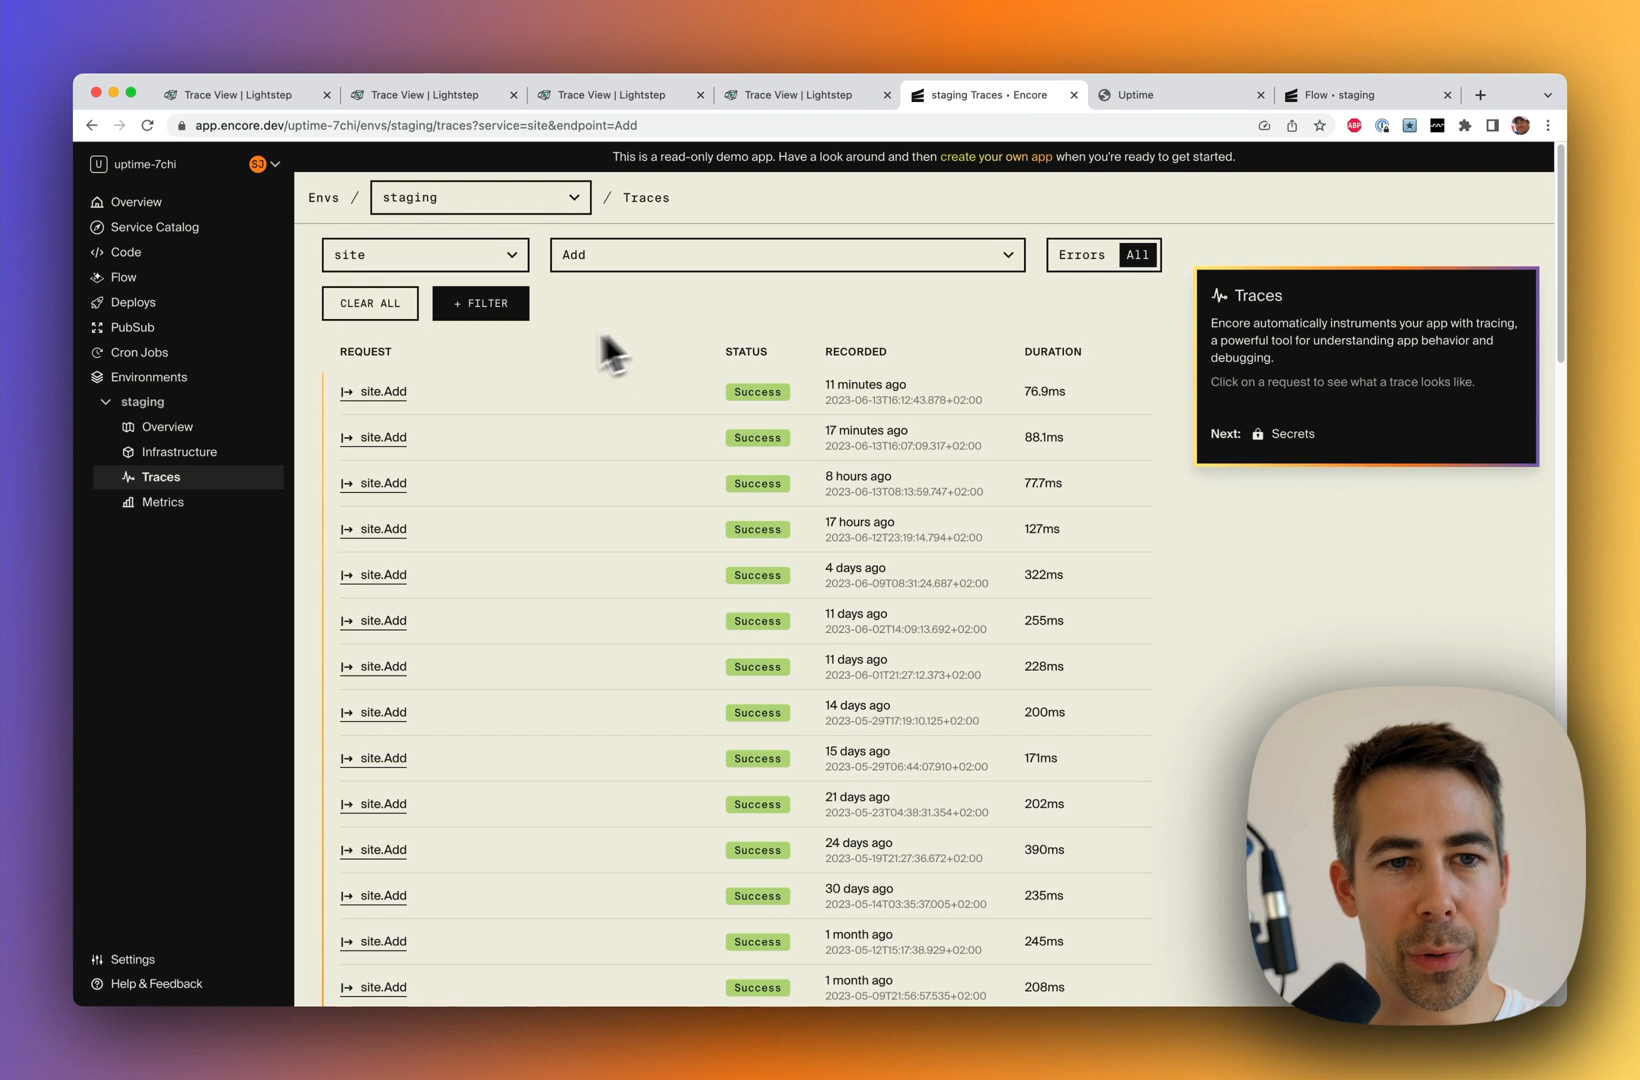 Trace View | Lightstep
Trace View | Lightstep
Trace View | Lightstep
Trace View | Lightstep
staging Traces • Encore
Uptime
Flow • staging
app.encore.dev/uptime-7chi/envs/staging/traces?service=site&endpoint=Add
ABP
U uptime-7chi SJ
This is a read-only demo app. Have a look around and then create your own app when you're ready to get started.
Overview
Service Catalog
Code
Flow
Deploys
PubSub
Cron Jobs
Environments
staging
Overview
Infrastructure
Traces
Metrics
Settings
Help & Feedback
Envs / staging / Traces
site Add Errors All
CLEAR ALL + FILTER
REQUEST STATUS RECORDED DURATION
site.Add Success 11 minutes ago 76.9ms
2023-06-13T16:12:43.878+02:00
site.Add Success 17 minutes ago 88.1ms
2023-06-13T16:07:09.317+02:00
site.Add Success 8 hours ago 77.7ms
2023-06-13T08:13:59.747+02:00
site.Add Success 17 hours ago 127ms
2023-06-12T23:19:14.794+02:00
site.Add Success 4 days ago 322ms
2023-06-09T08:31:24.687+02:00
site.Add Success 11 days ago 255ms
2023-06-02T14:09:13.692+02:00
site.Add Success 11 days ago 228ms
2023-06-01T21:27:12.373+02:00
site.Add Success 14 days ago 200ms
2023-05-29T17:19:10.125+02:00
site.Add Success 15 days ago 171ms
2023-05-29T06:44:07.910+02:00
site.Add Success 21 days ago 202ms
2023-05-23T04:38:31.354+02:00
site.Add Success 24 days ago 390ms
2023-05-19T21:27:36.672+02:00
site.Add Success 30 days ago 235ms
2023-05-14T03:35:37.005+02:00
site.Add Success 1 month ago 245ms
2023-05-12T15:17:38.929+02:00
site.Add Success 1 month ago 208ms
2023-05-09T21:56:57.535+02:00
Traces
Encore automatically instruments your app with tracing,
a powerful tool for understanding app behavior and
debugging.
Click on a request to see what a trace looks like.
Next: Secrets